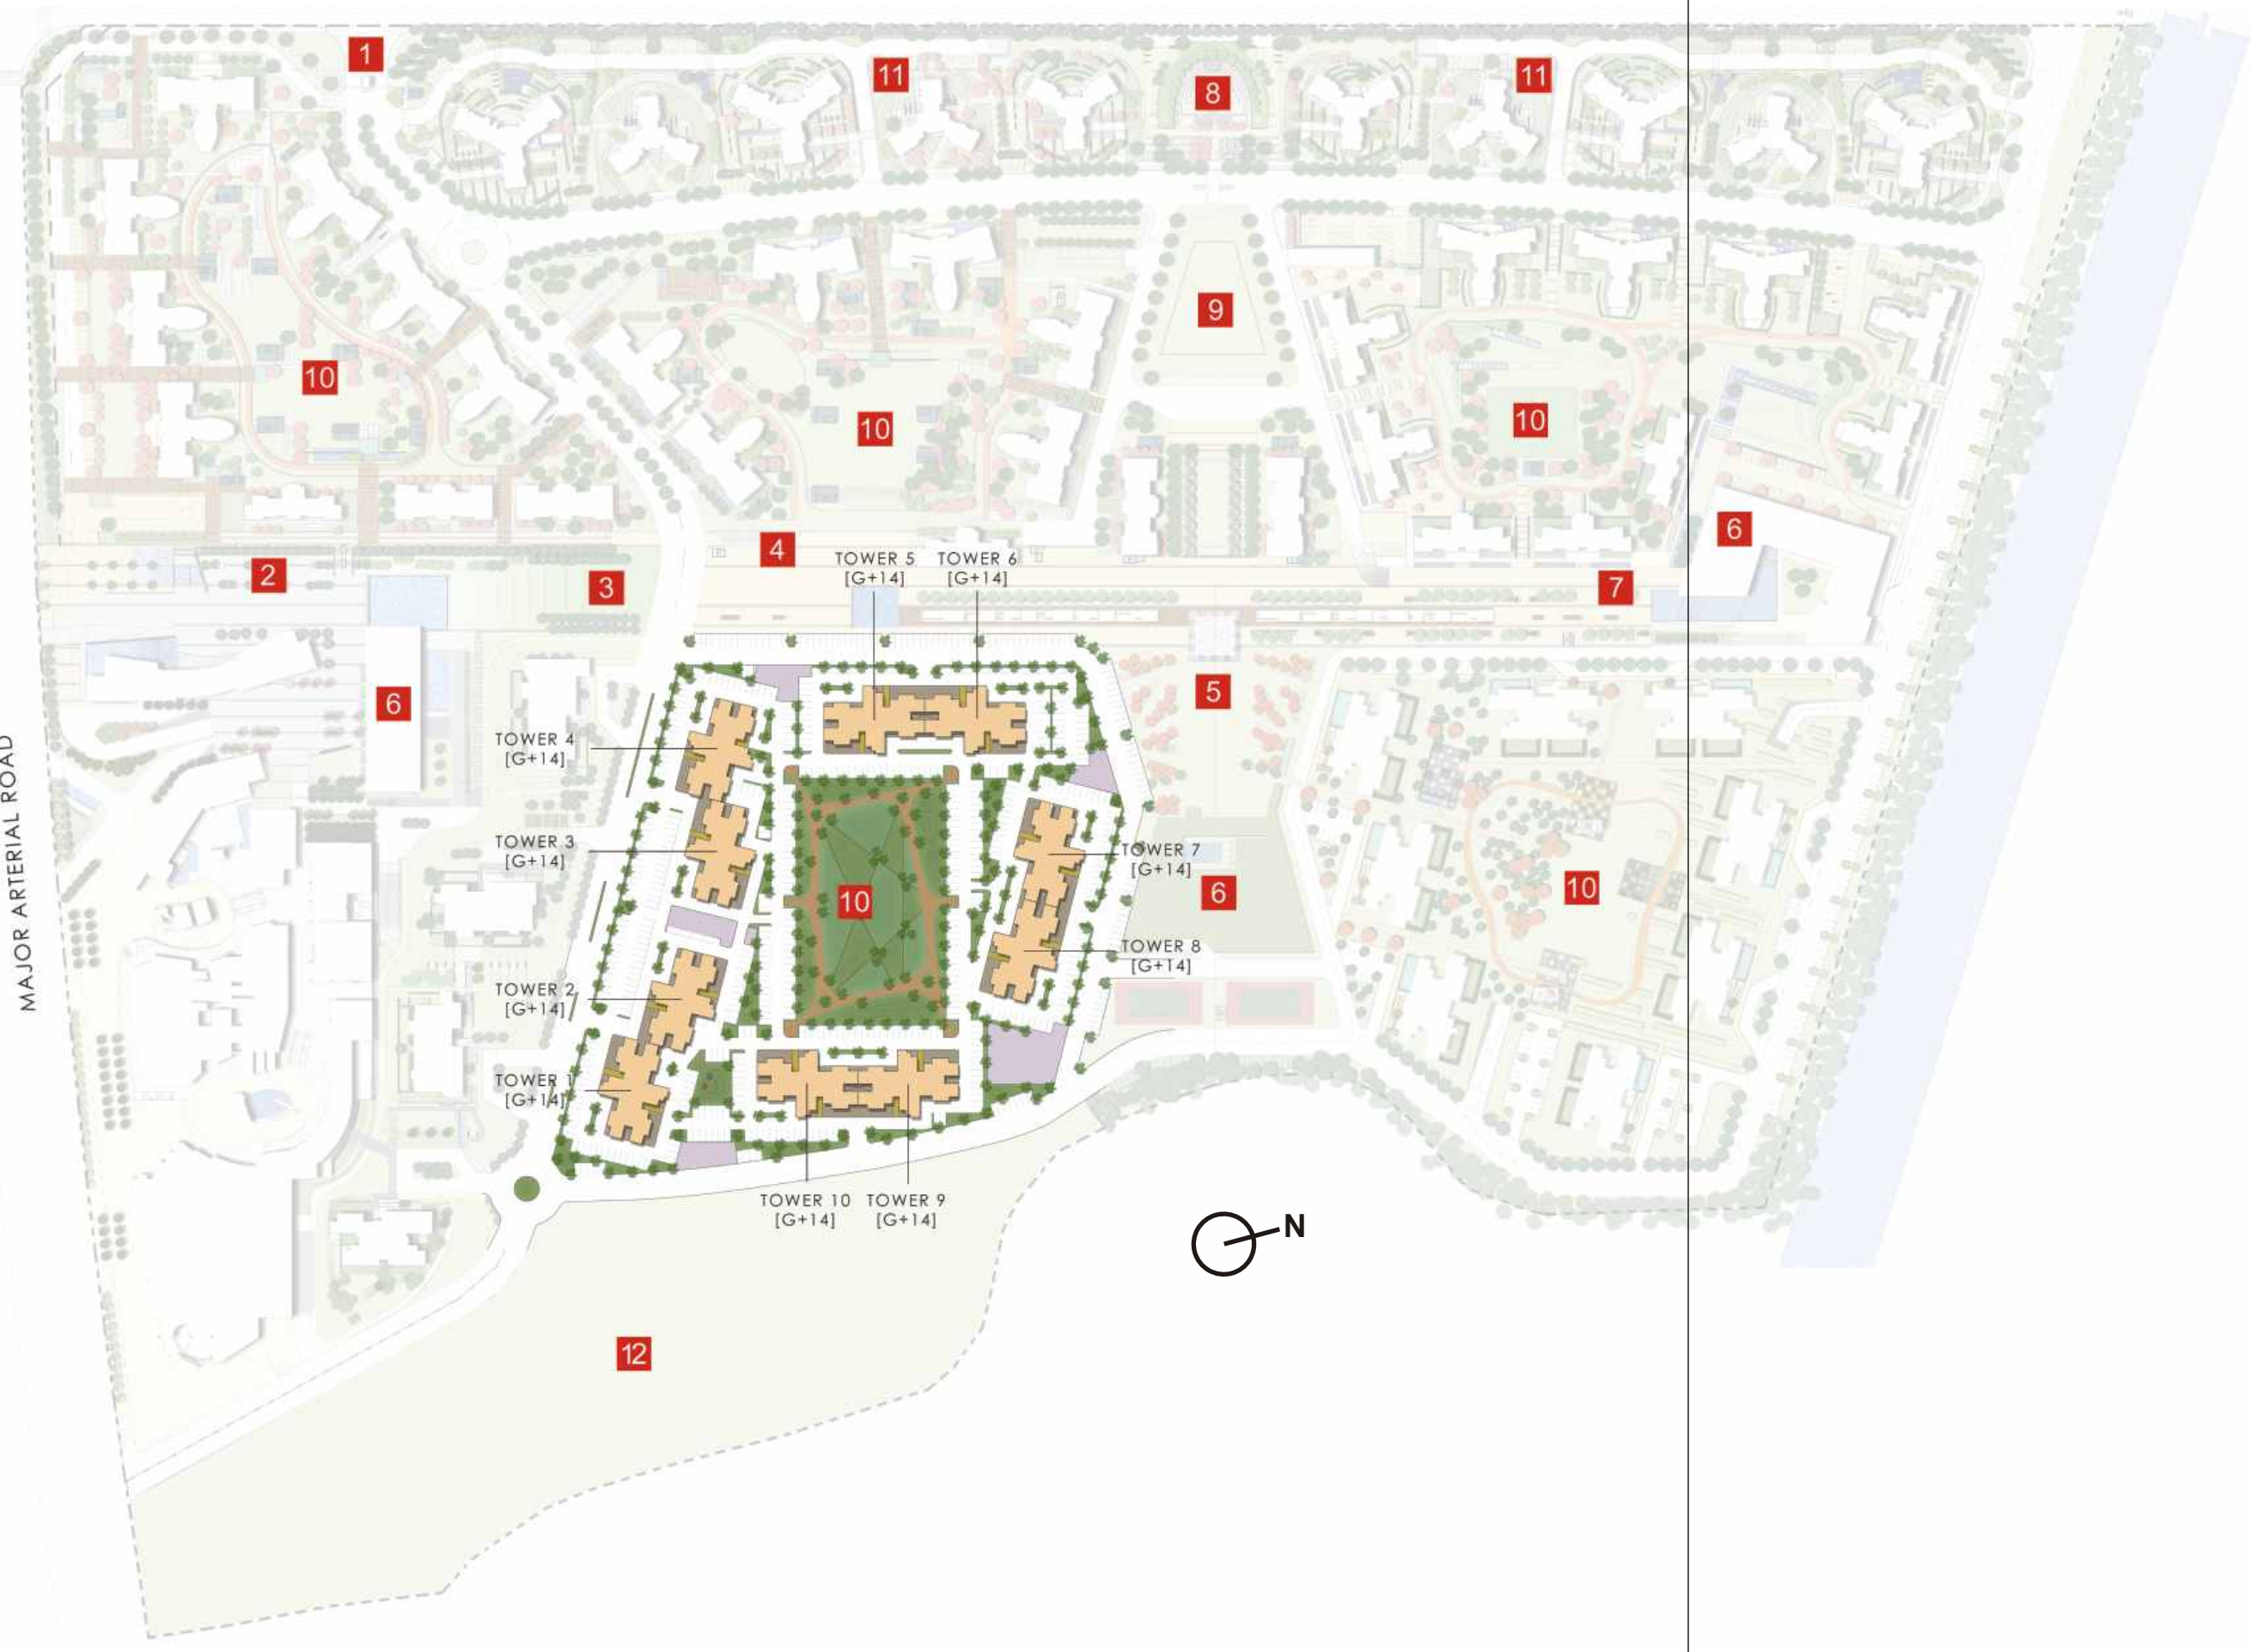 1
11
8
11
9
10
10
10
4
6
2
3
7
TOWER 5
[G+14]
TOWER 6
[G+14]
5
6
TOWER 4
[G+14]
TOWER 3
[G+14]
MAJOR ARTERIAL ROAD
10
TOWER 7
[G+14]
6
10
TOWER 8
[G+14]
TOWER 2
[G+14]
TOWER 1
[G+14]
TOWER 10
[G+14]
TOWER 9
[G+14]
N
12